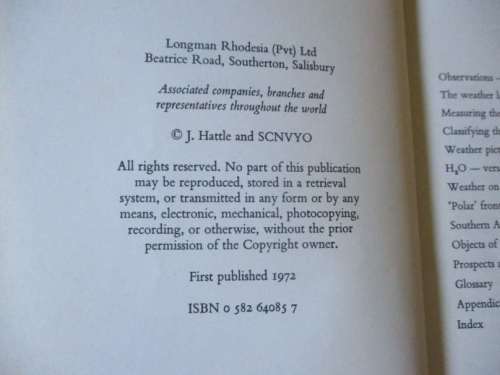 Longman Rhodesia (Pvt) Ltd
Beatrice Road, Southerton, Salisbury
Associated companies, branches and
representatives throughout the world
© J. Hattle and SCNVYO
All rights reserved. No part of this publication
may be reproduced, stored in a retrieval
system, or transmitted in any form or by any
means, electronic, mechanical, photocopying,
recording, or otherwise, without the prior
permission of the Copyright owner.
First published 1972
ISBN 0 582 64085 7
Observations –
The weather
Measuring the
Classifying the
Weather
H₂O —
Weather on
'Polar'
Southern
Objects of
Prospects
Glossary
Index